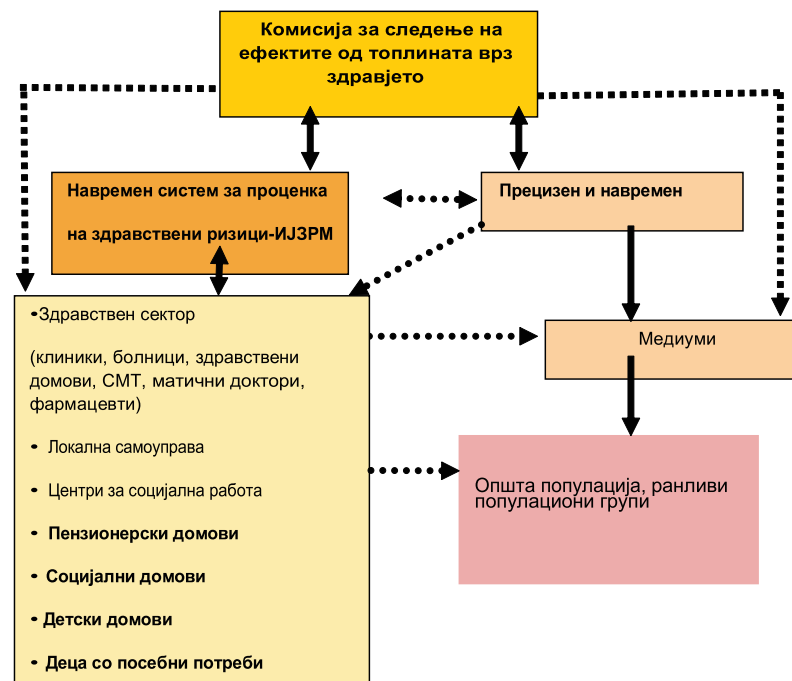 Комисија за следење на
ефектите од топлината врз
здравјето
Навремен систем за проценка
на здравствени ризици-ИЈЗРМ
Прецизен и навремен
•Здравствен сектор
(клиники, болници, здравствени
домови, СМТ, матични доктори,
фармацевти)
• Локална самоуправа
• Центри за социјална работа
• Пензионерски домови
• Социјални домови
• Детски домови
• Деца со посебни потреби
Медиуми
Општа популација, ранливи
популациони групи